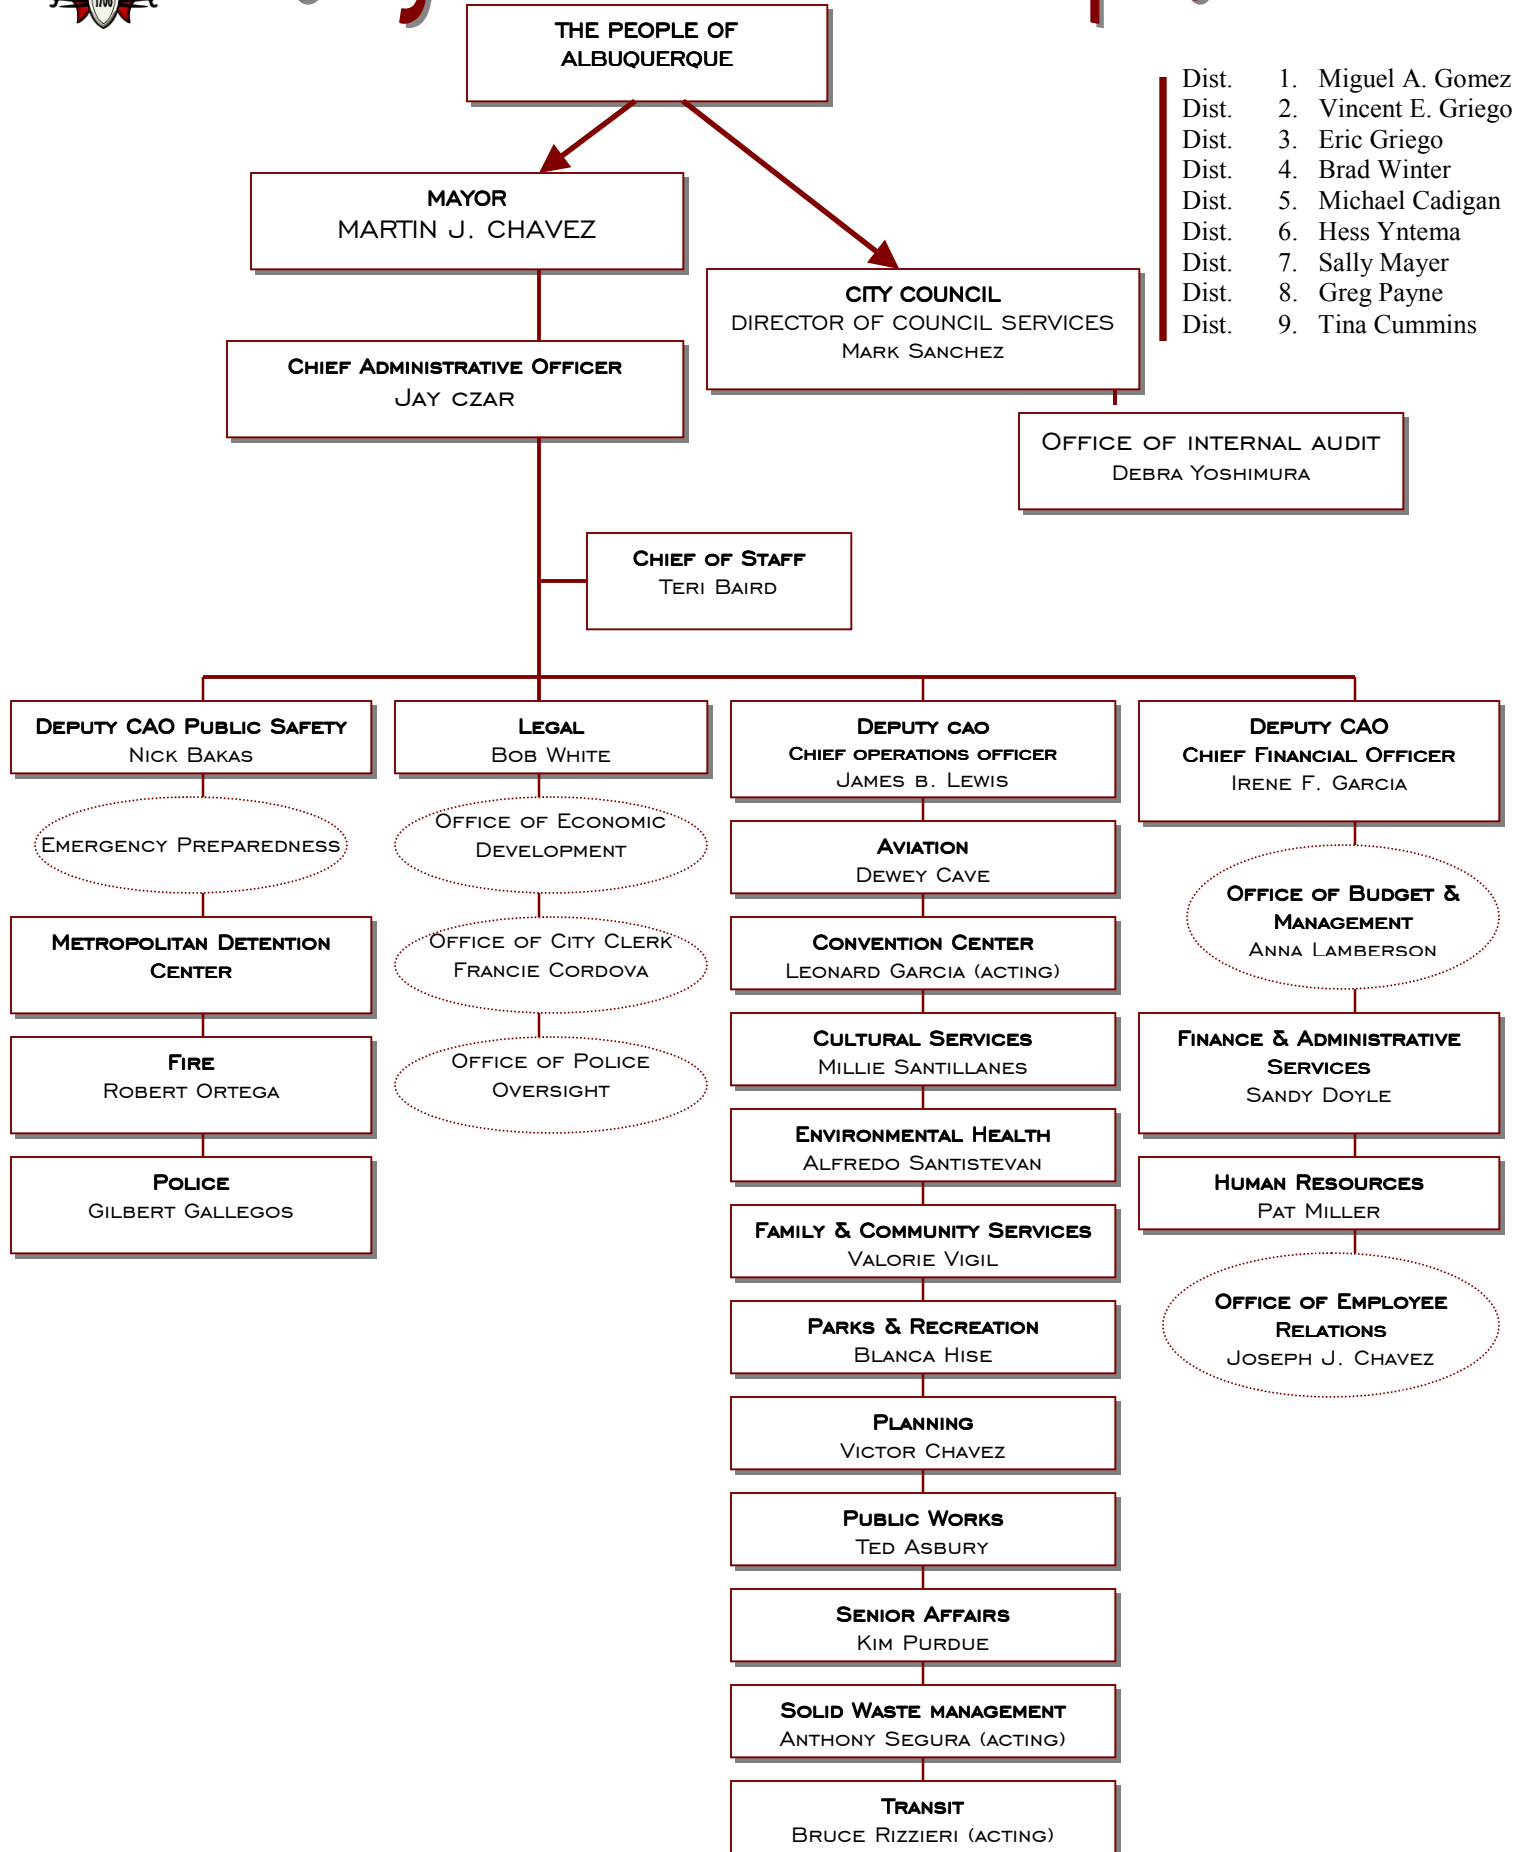 1706
THE PEOPLE OF
ALBUQUERQUE
Dist. 1. Miguel A. Gomez
Dist. 2. Vincent E. Griego
Dist. 3. Eric Griego
Dist. 4. Brad Winter
Dist. 5. Michael Cadigan
Dist. 6. Hess Yntema
Dist. 7. Sally Mayer
Dist. 8. Greg Payne
Dist. 9. Tina Cummins
MAYOR
MARTIN J. CHAVEZ
CITY COUNCIL
DIRECTOR OF COUNCIL SERVICES
MARK SANCHEZ
CHIEF ADMINISTRATIVE OFFICER
JAY CZAR
OFFICE OF INTERNAL AUDIT
DEBRA YOSHIMURA
CHIEF OF STAFF
TERI BAIRD
DEPUTY CAO PUBLIC SAFETY
NICK BAKAS
EMERGENCY PREPAREDNESS
METROPOLITAN DETENTION
CENTER
FIRE
ROBERT ORTEGA
POLICE
GILBERT GALLEGOS
LEGAL
BOB WHITE
OFFICE OF ECONOMIC
DEVELOPMENT
OFFICE OF CITY CLERK
FRANCIE CORDOVA
OFFICE OF POLICE
OVERSIGHT
DEPUTY CAO
CHIEF OPERATIONS OFFICER
JAMES B. LEWIS
AVIATION
DEWEY CAVE
CONVENTION CENTER
LEONARD GARCIA (ACTING)
CULTURAL SERVICES
MILLIE SANTILLANES
ENVIRONMENTAL HEALTH
ALFREDO SANTISTEVAN
FAMILY & COMMUNITY SERVICES
VALORIE VIGIL
PARKS & RECREATION
BLANCA HISE
PLANNING
VICTOR CHAVEZ
PUBLIC WORKS
TED ASBURY
SENIOR AFFAIRS
KIM PURDUE
SOLID WASTE MANAGEMENT
ANTHONY SEGURA (ACTING)
TRANSIT
BRUCE RIZZIERI (ACTING)
DEPUTY CAO
CHIEF FINANCIAL OFFICER
IRENE F. GARCIA
OFFICE OF BUDGET &
MANAGEMENT
ANNA LAMBERSON
FINANCE & ADMINISTRATIVE
SERVICES
SANDY DOYLE
HUMAN RESOURCES
PAT MILLER
OFFICE OF EMPLOYEE
RELATIONS
JOSEPH J. CHAVEZ